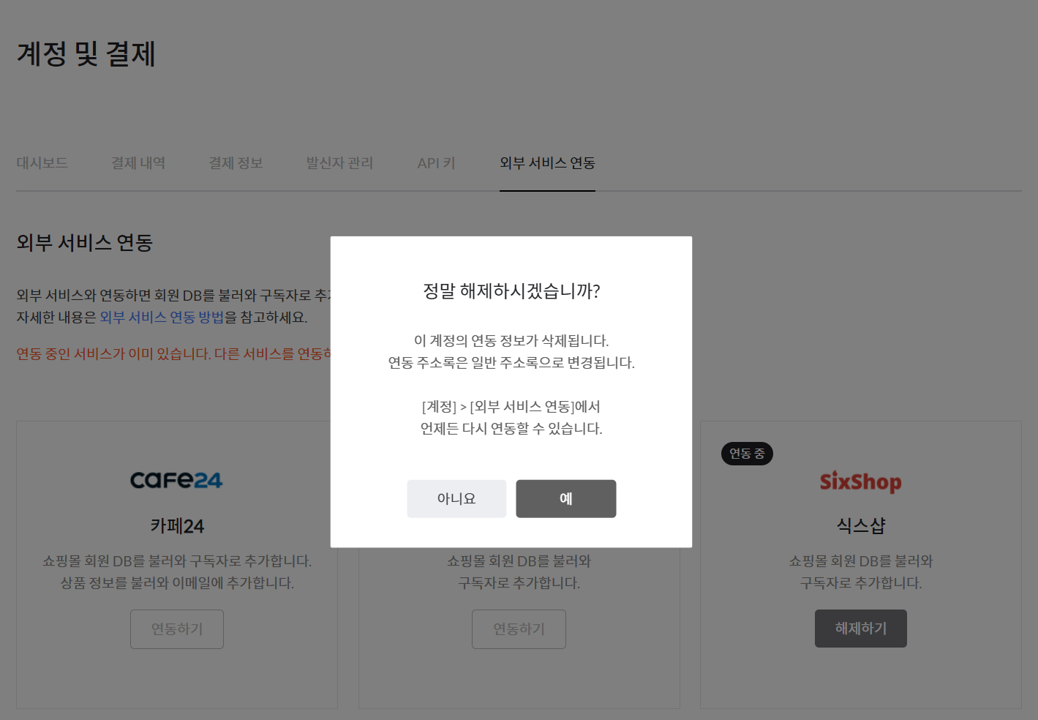 계정 및 결제
대시보드 결제 내역 결제 정보 발신자 관리 API 키 외부 서비스 연동
외부 서비스 연동
외부 서비스와 연동하면 회원 DB를 불러와 구독자로
자세한 내용은 외부 서비스 연동 방법을 참고하세요.
연동 중인 서비스가 이미 있습니다. 다른 서비스를
정말 해제하시겠습니까?
이 계정의 연동 정보가 삭제됩니다.
연동 주소록은 일반 주소록으로 변경됩니다.
[계정] > [외부 서비스 연동]에서
언제든 다시 연동할 수 있습니다.
아니요 예
cafe24
카페24
쇼핑몰 회원 DB를 불러와 구독자로 추가합니다.
상품 정보를 불러와 이메일에 추가합니다.
연동하기
쇼핑몰 회원 DB를 불러와
구독자로 추가합니다.
연동하기
연동 중
SixShop
식스샵
쇼핑몰 회원 DB를 불러와
구독자로 추가합니다.
해제하기